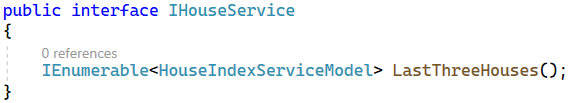 public interface IHouseService
{
0 references
IEnumerable<HouseIndexServiceModel> LastThreeHouses();
}